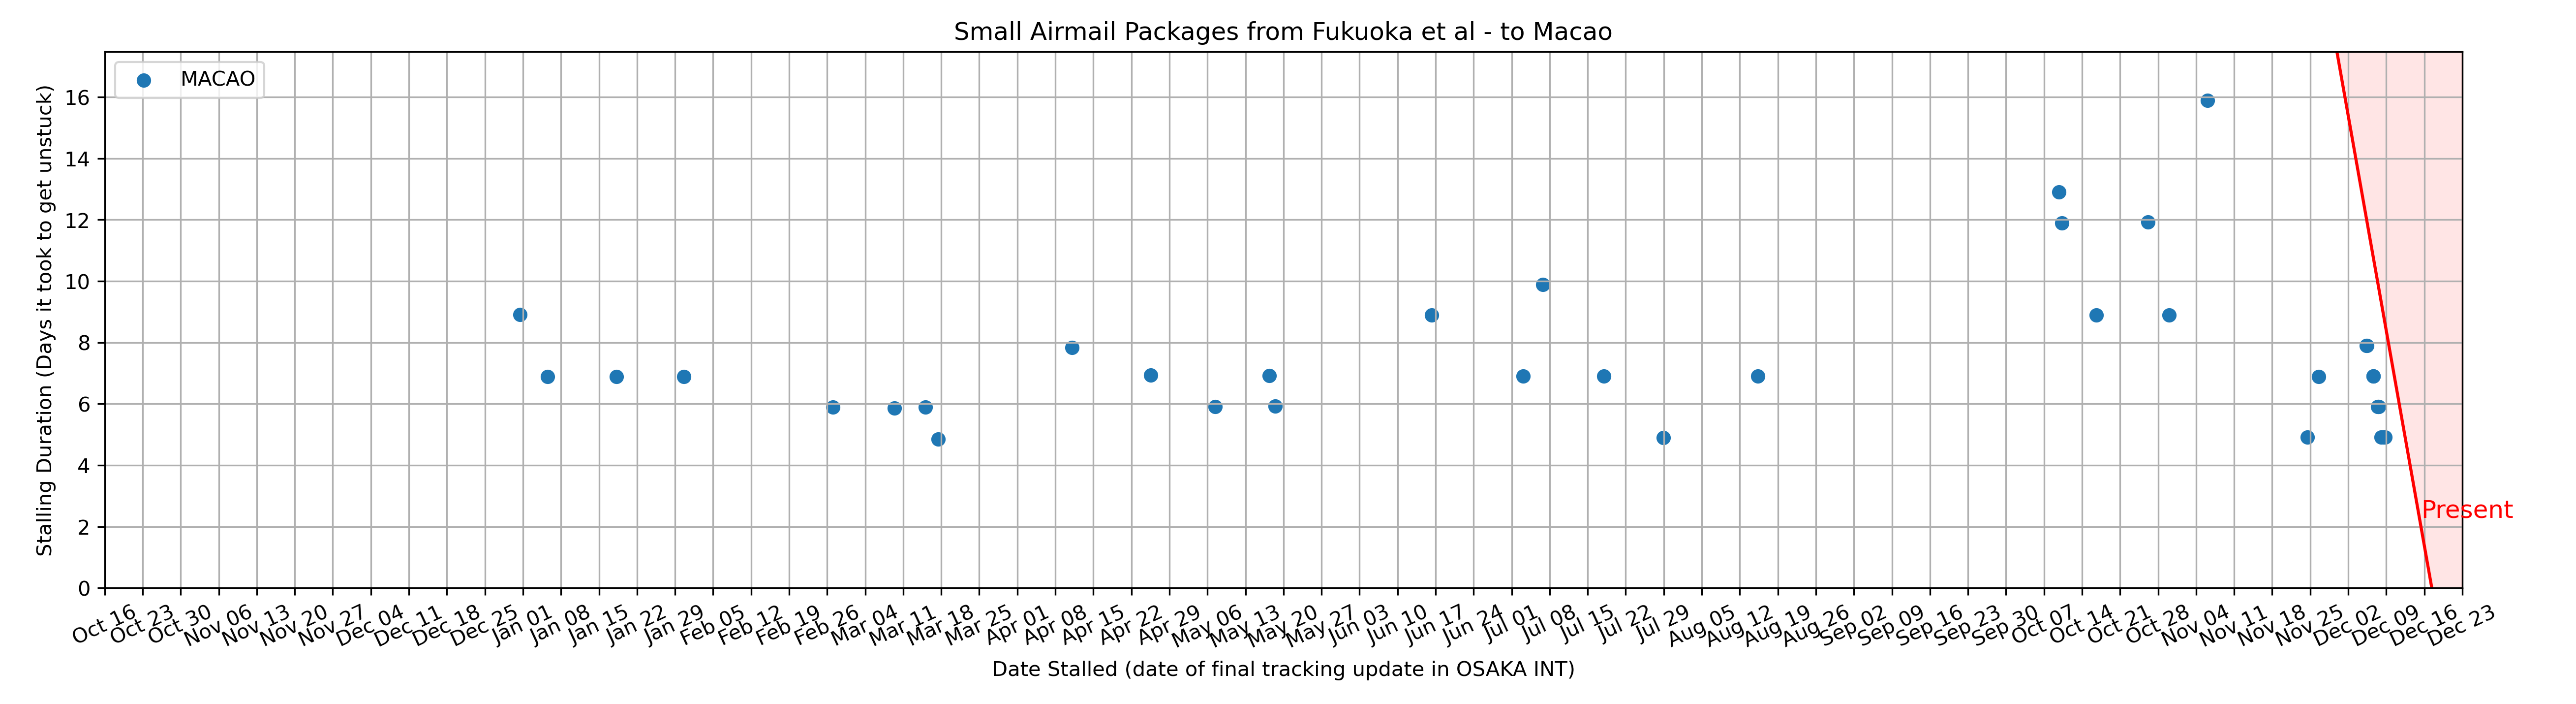 Small Airmail Packages from Fukuoka et al - to Macao
MACAO
Stalling Duration (Days it took to get unstuck)
16
14
12
10
8
6
4
2
0
Present
Oct 16
Oct 23
Oct 30
Nov 06
Nov 13
Nov 20
Nov 27
Dec 04
Dec 11
Dec 18
Dec 25
Jan 01
Jan 08
Jan 15
Jan 22
Jan 29
Feb 05
Feb 12
Feb 19
Feb 26
Mar 04
Mar 11
Mar 18
Mar 25
Apr 01
Apr 08
Apr 15
Apr 22
Apr 29
May 06
May 13
May 20
May 27
Jun 03
Jun 10
Jun 17
Jun 24
Jul 01
Jul 08
Jul 15
Jul 22
Jul 29
Aug 05
Aug 12
Aug 19
Aug 26
Sep 02
Sep 09
Sep 16
Sep 23
Sep 30
Oct 07
Oct 14
Oct 21
Oct 28
Nov 04
Nov 11
Nov 18
Nov 25
Dec 02
Dec 09
Dec 16
Dec 23
Date Stalled (date of final tracking update in OSAKA INT)